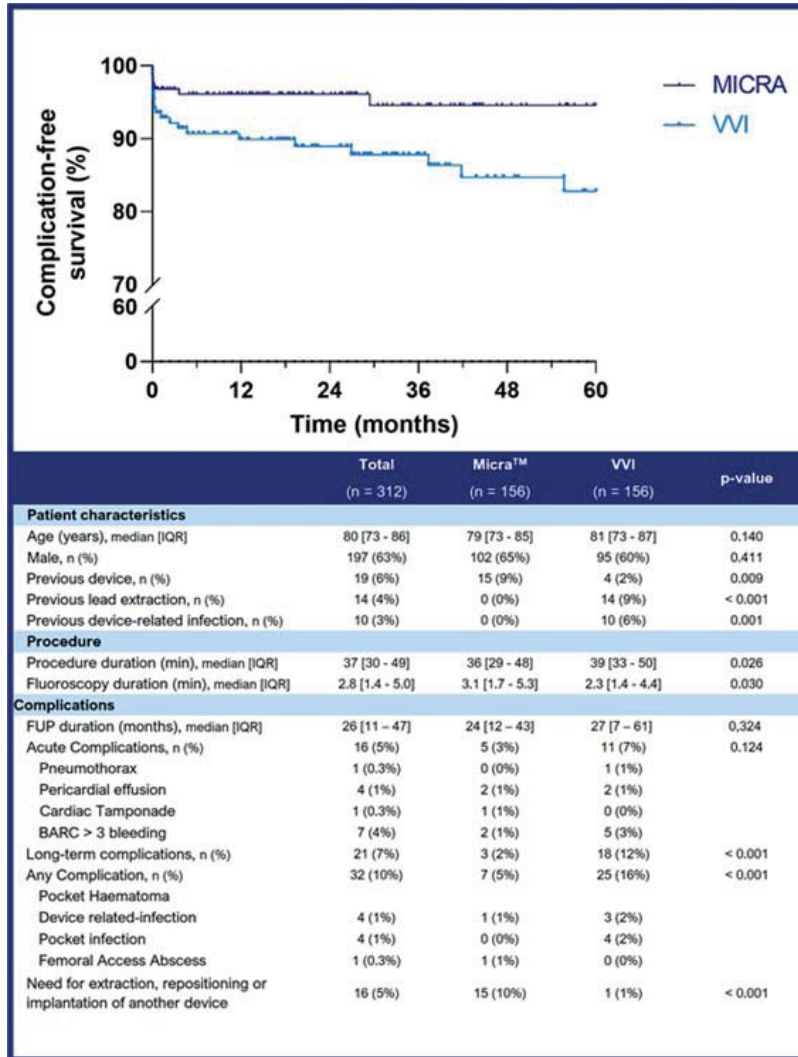 100
90
80
70
60
0
Complication-free
survival (%)
MICRA
VVI
0 12 24 36 48 60
Time (months)
Total Micra™ VVI p-value
(n = 312) (n = 156) (n = 156)
Patient characteristics
Age (years), median [IQR] 80 [73 - 86] 79 [73 - 85] 81 [73 - 87] 0.140
Male, n (%) 197 (63%) 102 (65%) 95 (60%) 0.411
Previous device, n (%) 19 (6%) 15 (9%) 4 (2%) 0.009
Previous lead extraction, n (%) 14 (4%) 0 (0%) 14 (9%) < 0.001
Previous device-related infection, n (%) 10 (3%) 0 (0%) 10 (6%) 0.001
Procedure
Procedure duration (min), median [IQR] 37 [30 - 49] 36 [29 - 48] 39 [33 - 50] 0.026
Fluoroscopy duration (min), median [IQR] 2.8 [1.4 - 5.0] 3.1 [1.7 - 5.3] 2.3 [1.4 - 4.4] 0.030
Complications
FUP duration (months), median [IQR] 26 [11 – 47] 24 [12 – 43] 27 [7 – 61] 0,324
Acute Complications, n (%) 16 (5%) 5 (3%) 11 (7%) 0.124
Pneumothorax 1 (0.3%) 0 (0%) 1 (1%)
Pericardial effusion 4 (1%) 2 (1%) 2 (1%)
Cardiac Tamponade 1 (0.3%) 1 (1%) 0 (0%)
BARC > 3 bleeding 7 (4%) 2 (1%) 5 (3%)
Long-term complications, n (%) 21 (7%) 3 (2%) 18 (12%) < 0.001
Any Complication, n (%) 32 (10%) 7 (5%) 25 (16%) < 0.001
Pocket Haematoma
Device related-infection 4 (1%) 1 (1%) 3 (2%)
Pocket infection 4 (1%) 0 (0%) 4 (2%)
Femoral Access Abscess 1 (0.3%) 1 (1%) 0 (0%)
Need for extraction, repositioning or
implantation of another device 16 (5%) 15 (10%) 1 (1%) < 0.001